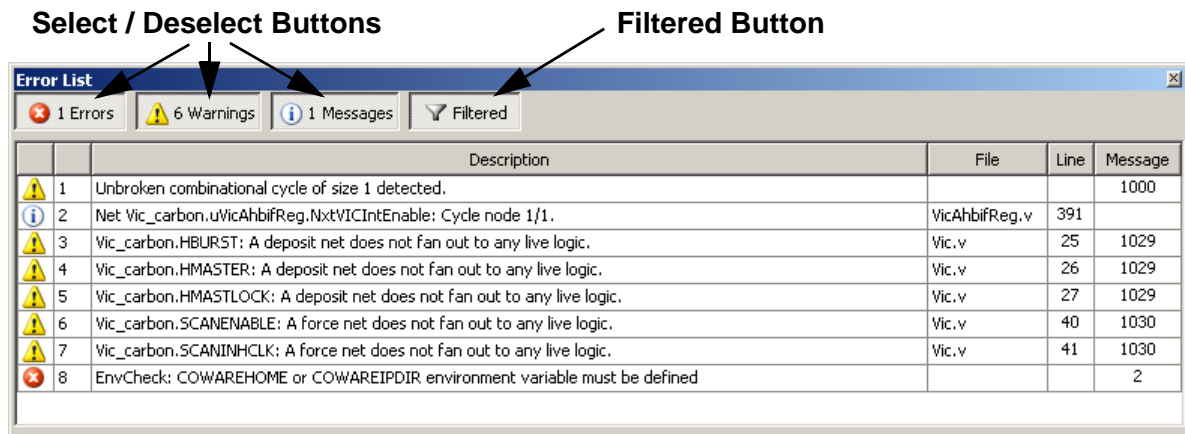 Select / Deselect Buttons Filtered Button
Error List
1 Errors 6 Warnings 1 Messages Filtered
Description File Line Message
1 Unbroken combinational cycle of size 1 detected. 1000
2 Net Vic_carbon.uVicAhbifReg.NxtVICIntEnable: Cycle node 1/1. VicAhbifReg.v 391
3 Vic_carbon.HBURST: A deposit net does not fan out to any live logic. Vic.v 25 1029
4 Vic_carbon.HMASTER: A deposit net does not fan out to any live logic. Vic.v 26 1029
5 Vic_carbon.HMASTLOCK: A deposit net does not fan out to any live logic. Vic.v 27 1029
6 Vic_carbon.SCANENABLE: A force net does not fan out to any live logic. Vic.v 40 1030
7 Vic_carbon.SCANINHCLK: A force net does not fan out to any live logic. Vic.v 41 1030
8 EnvCheck: COWAREHOME or COWAREIPDIR environment variable must be defined 2